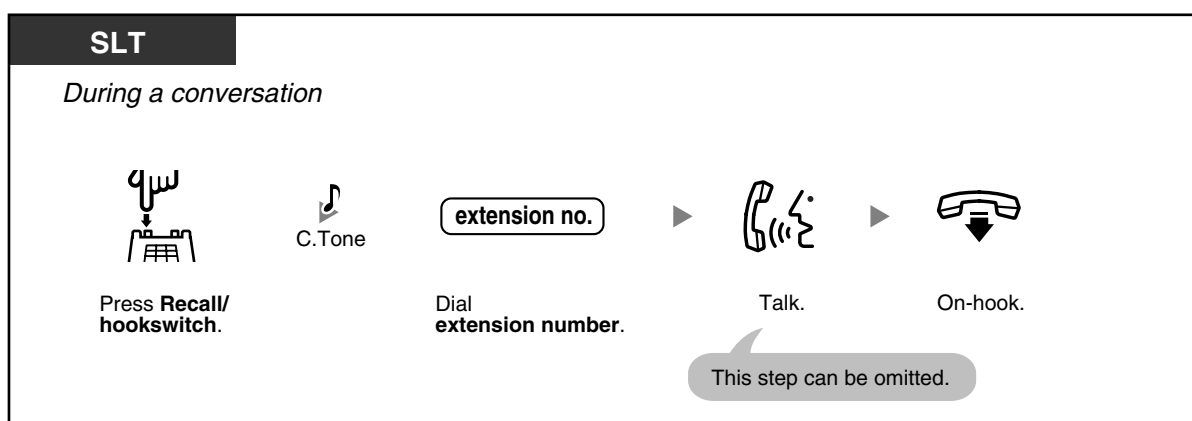 SLT
During a conversation
C.Tone
extension no.
Press Recall/
hookswitch.
Dial
extension number.
Talk.
On-hook.
This step can be omitted.